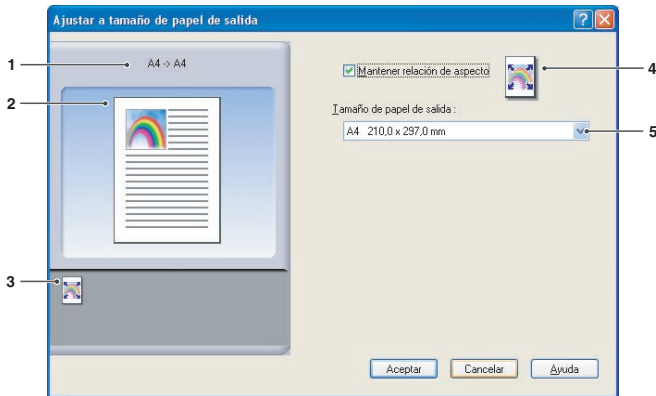 Ajustar a tamaño de papel de salida
1
A4 -> A4
2
3
Mantener relación de aspecto
4
Tamaño de papel de salida :
A4 210,0 x 297,0 mm
5
Aceptar
Cancelar
Ayuda